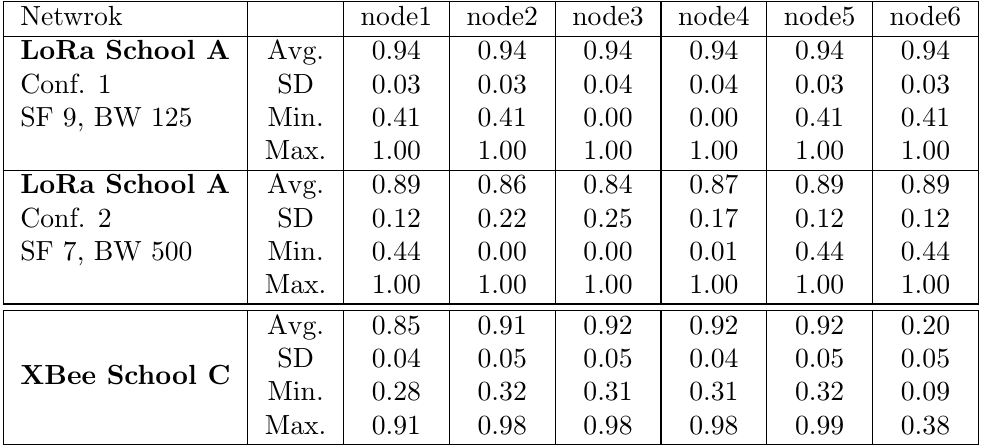 Netwrok node1 node2 node3 node4 node5 node6
LoRa School A Avg. 0.94 0.94 0.94 0.94 0.94 0.94
Conf. 1 SD 0.03 0.03 0.04 0.04 0.03 0.03
SF 9, BW 125 Min. 0.41 0.41 0.00 0.00 0.41 0.41
Max. 1.00 1.00 1.00 1.00 1.00 1.00
LoRa School A Avg. 0.89 0.86 0.84 0.87 0.89 0.89
Conf. 2 SD 0.12 0.22 0.25 0.17 0.12 0.12
SF 7, BW 500 Min. 0.44 0.00 0.00 0.01 0.44 0.44
Max. 1.00 1.00 1.00 1.00 1.00 1.00
XBee School C Avg. 0.85 0.91 0.92 0.92 0.92 0.20
SD 0.04 0.05 0.05 0.04 0.05 0.05
Min. 0.28 0.32 0.31 0.31 0.32 0.09
Max. 0.91 0.98 0.98 0.98 0.99 0.38